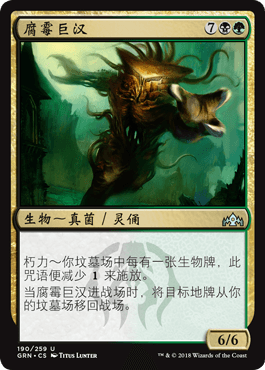 腐霉巨汉 7
生物～真菌／灵俑
朽力～你坟墓场中每有一张生物牌，此
咒语便减少 1 来施放。
当腐霉巨汉进战场时，将目标地牌从你
的坟墓场移回战场。
6/6
190/259 U
GRN • CS TITUS LUNTER
™ & © 2018 Wizards of the Coast